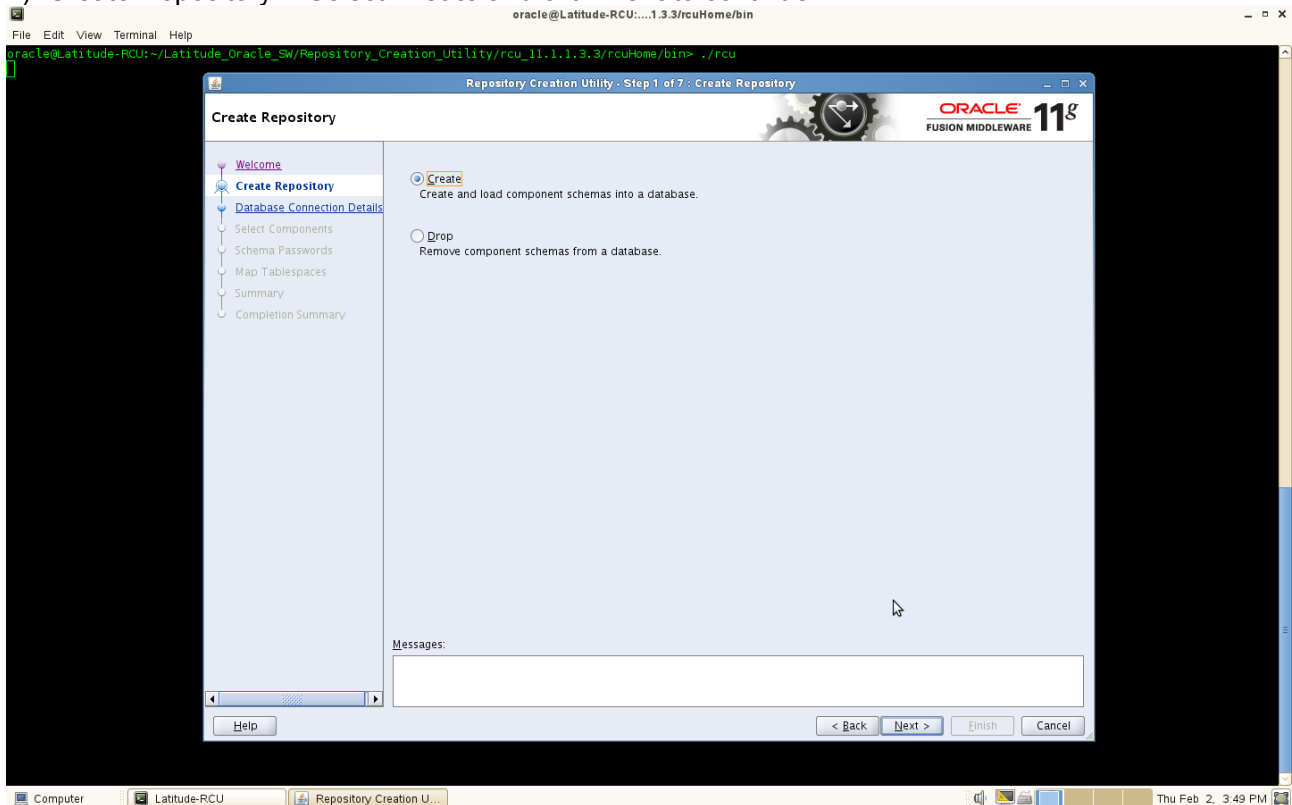 oracle@Latitude-RCU:....1.3.3/rcuHome/bin
File Edit View Terminal Help
oracle@Latitude-RCU:~/Latitude_Oracle_SW/Repository_Creation_Utility/rcu_11.1.1.3.3/rcuHome/bin> ./rcu
Repository Creation Utility - Step 1 of 7 : Create Repository
Create Repository
ORACLE
FUSION MIDDLEWARE 11g
Welcome
Create Repository
Database Connection Details
Select Components
Schema Passwords
Map Tablespaces
Summary
Completion Summary
Create
Create and load component schemas into a database.
Drop
Remove component schemas from a database.
Messages:
Help
< Back Next > Finish Cancel
Computer Latitude-RCU Repository Creation U... Thu Feb 2, 3:49 PM